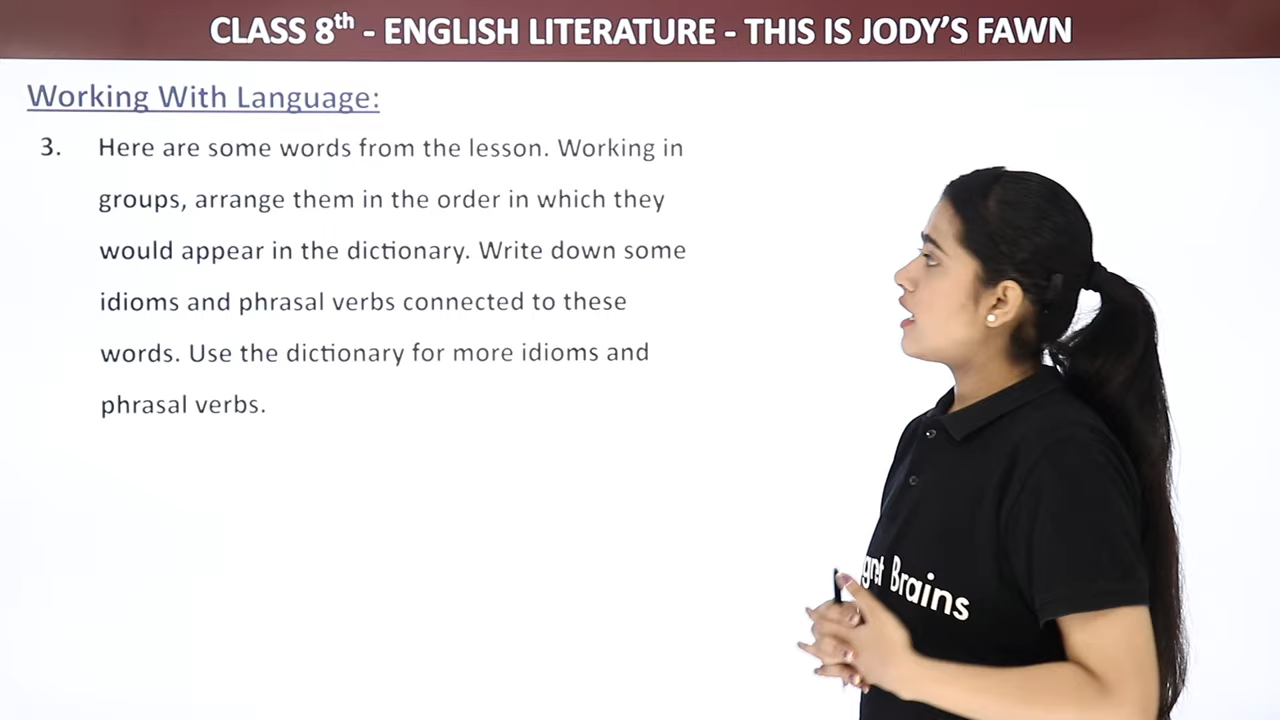 CLASS 8th - ENGLISH LITERATURE - THIS IS JODY'S FAWN
Working With Language:
3. Here are some words from the lesson. Working in
groups, arrange them in the order in which they
would appear in the dictionary. Write down some
idioms and phrasal verbs connected to these
words. Use the dictionary for more idioms and
phrasal verbs.
Brains